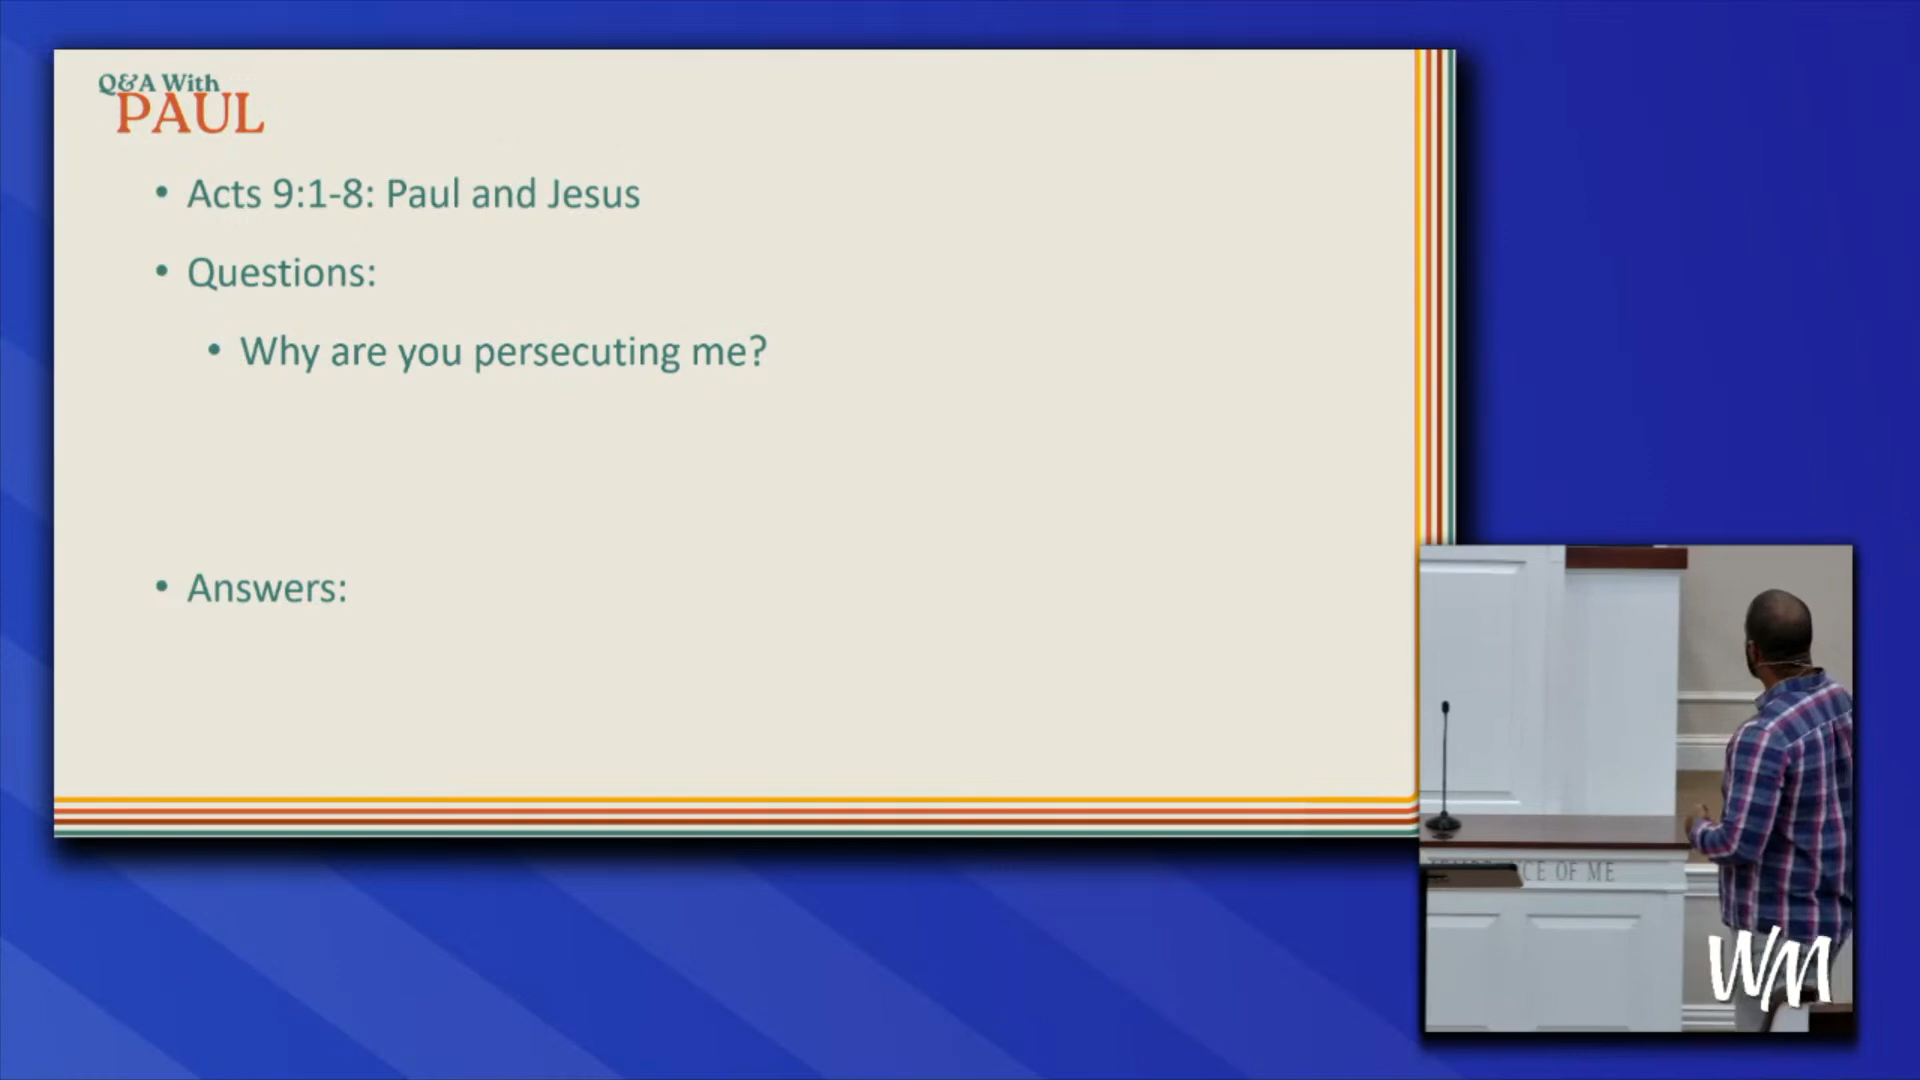 Q&A With
PAUL
• Acts 9:1-8: Paul and Jesus
• Questions:
• Why are you persecuting me?
• Answers:
OF ME
WM